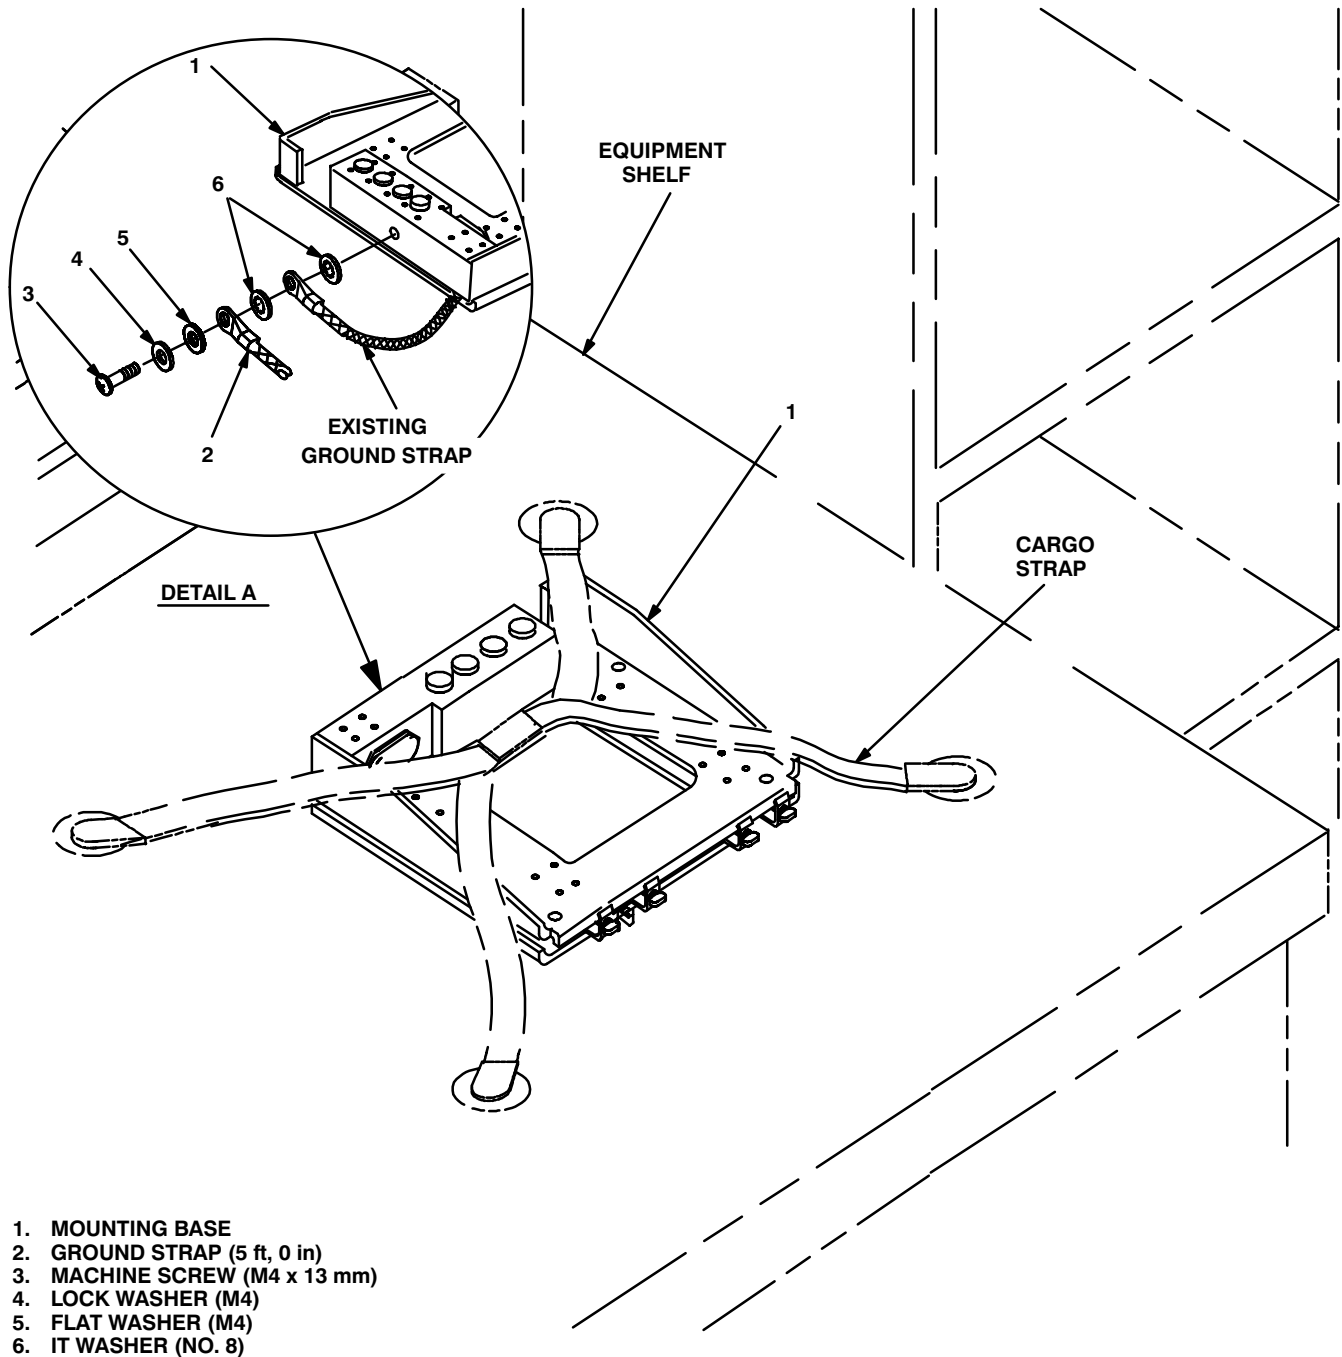 1
EQUIPMENT
SHELF
6
5
4
3
2
EXISTING
GROUND STRAP
1
CARGO
STRAP
DETAIL A
1. MOUNTING BASE
2. GROUND STRAP (5 ft, 0 in)
3. MACHINE SCREW (M4 x 13 mm)
4. LOCK WASHER (M4)
5. FLAT WASHER (M4)
6. IT WASHER (NO. 8)